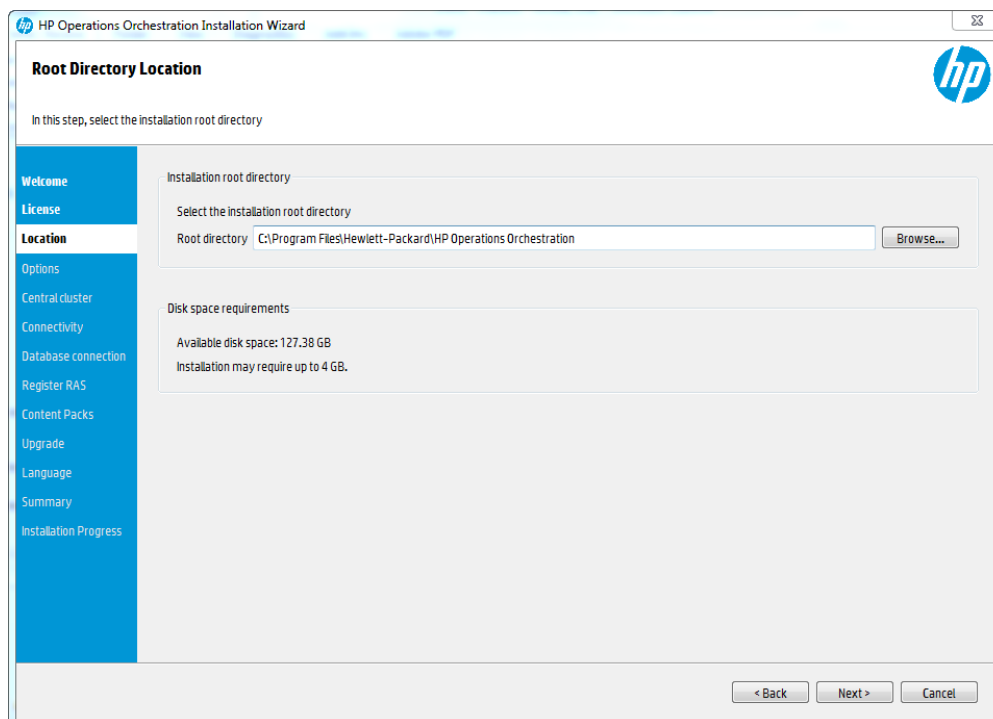 HP Operations Orchestration Installation Wizard
Root Directory Location
hp
In this step, select the installation root directory
Welcome
License
Location
Options
Central cluster
Connectivity
Database connection
Register RAS
Content Packs
Upgrade
Language
Summary
Installation Progress
Installation root directory
Select the installation root directory
Root directory C:\Program Files\Hewlett-Packard\HP Operations Orchestration Browse...
Disk space requirements
Available disk space: 127.38 GB
Installation may require up to 4 GB.
< Back Next > Cancel